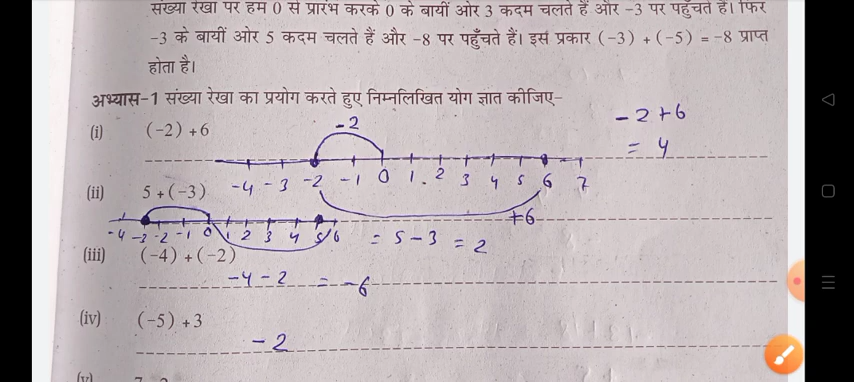 संख्या रेखा पर हम 0 से प्रारंभ करके 0 के बायीं ओर 3 कदम चलते हैं और -3 पर पहुँचते हैं। फिर
-3 के बायीं ओर 5 कदम चलते हैं और -8 पर पहुँचते हैं। इस प्रकार (-3) + (-5) = -8 प्राप्त
होता है।
अभ्यास-1 संख्या रेखा का प्रयोग करते हुए निम्नलिखित योग ज्ञात कीजिए-
-2 -2+6
(i) (-2) +6 = 4
-4 -3 -2 -1 0 1 2 3 4 5 6 7
(ii) 5 + (-3)
+6
-4 -3 -2 -1 0 1 2 3 4 5 6 = 5 - 3 = 2
(iii) (-4) + (-2)
-4 - 2 = -6
(iv) (-5) +3
-2